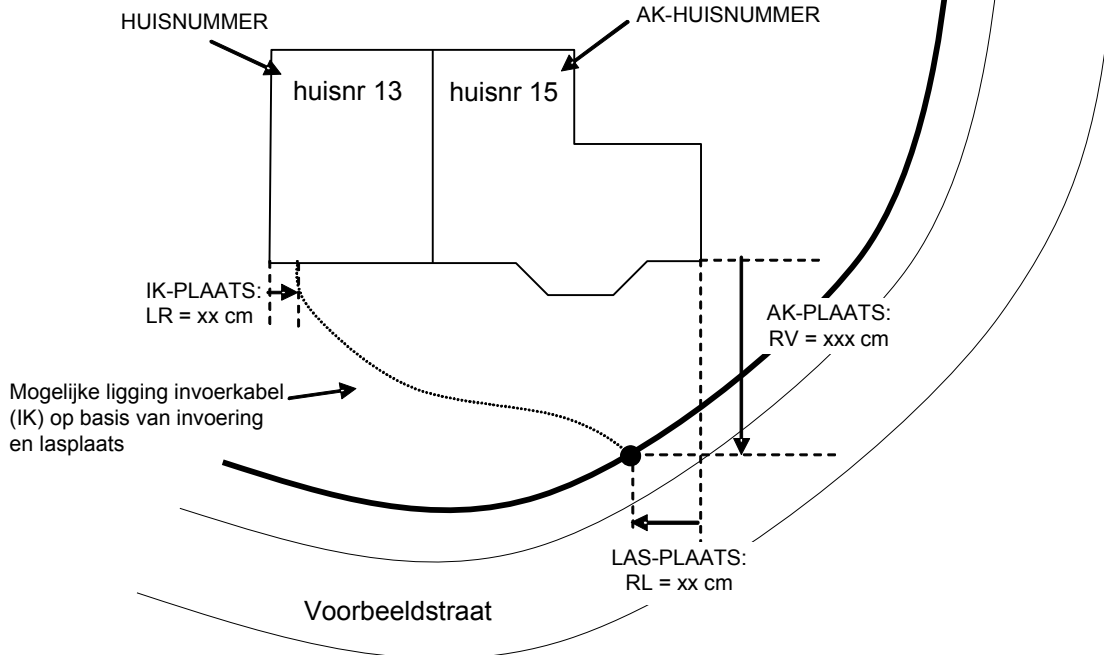 HUISNUMMER
AK-HUISNUMMER
huisnr 13
huisnr 15
IK-PLAATS:
LR = xx cm
AK-PLAATS:
RV = xxx cm
Mogelijke ligging invoerkabel
(IK) op basis van invoering
en lasplaats
LAS-PLAATS:
RL = xx cm
Voorbeeldstraat